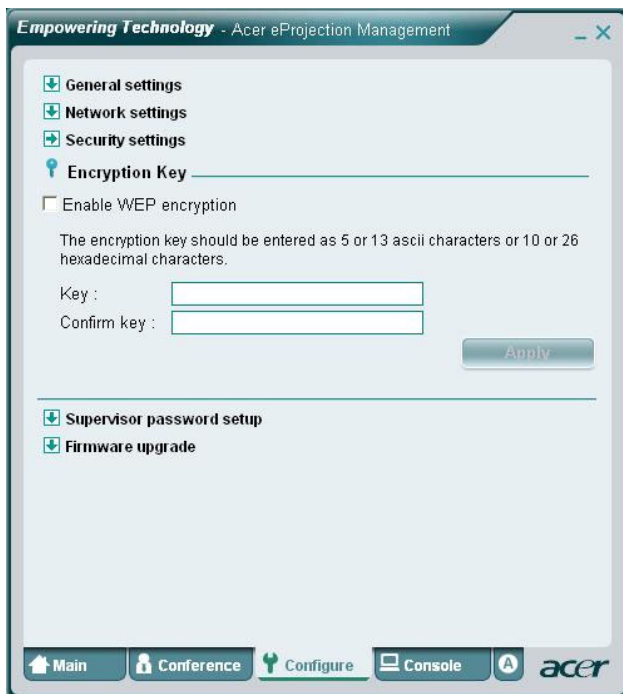 Empowering Technology - Acer eProjection Management
General settings
Network settings
Security settings
Encryption Key
Enable WEP encryption
The encryption key should be entered as 5 or 13 ascii characters or 10 or 26
hexadecimal characters.
Key :
Confirm key :
Apply
Supervisor password setup
Firmware upgrade
Main Conference Configure Console A acer